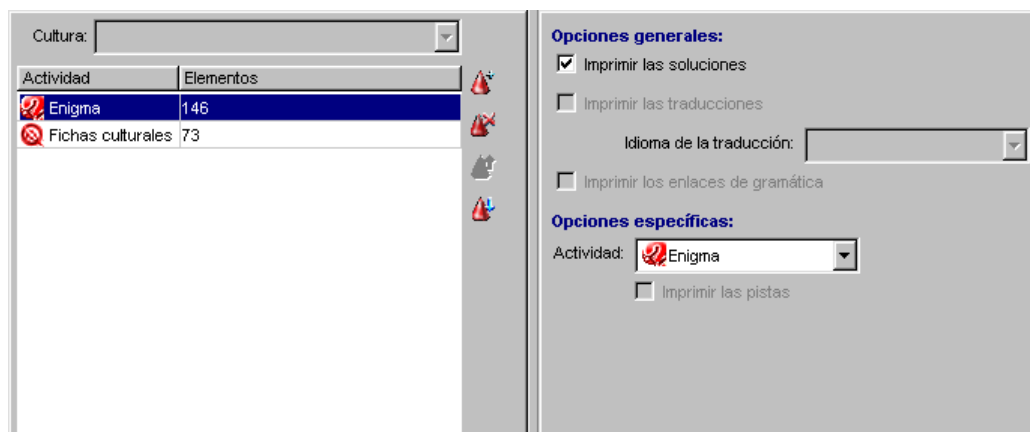 Cultura:
Actividad Elementos
Enigma 146
Fichas culturales 73
Opciones generales:
Imprimir las soluciones
Imprimir las traducciones
Idioma de la traducción:
Imprimir los enlaces de gramática
Opciones específicas:
Actividad: Enigma
Imprimir las pistas